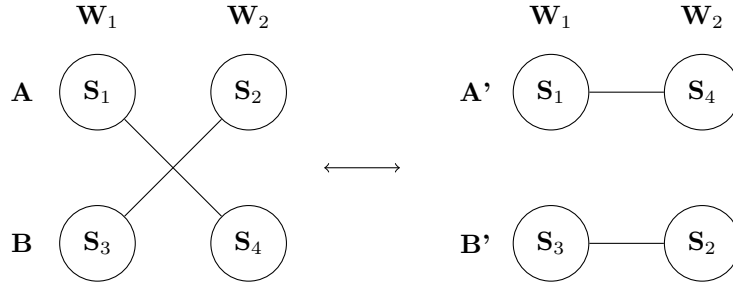 W₁ W₂ W₁ W₂
A S₁ S₂ A’ S₁ S₄
B S₃ S₄ B’ S₃ S₂